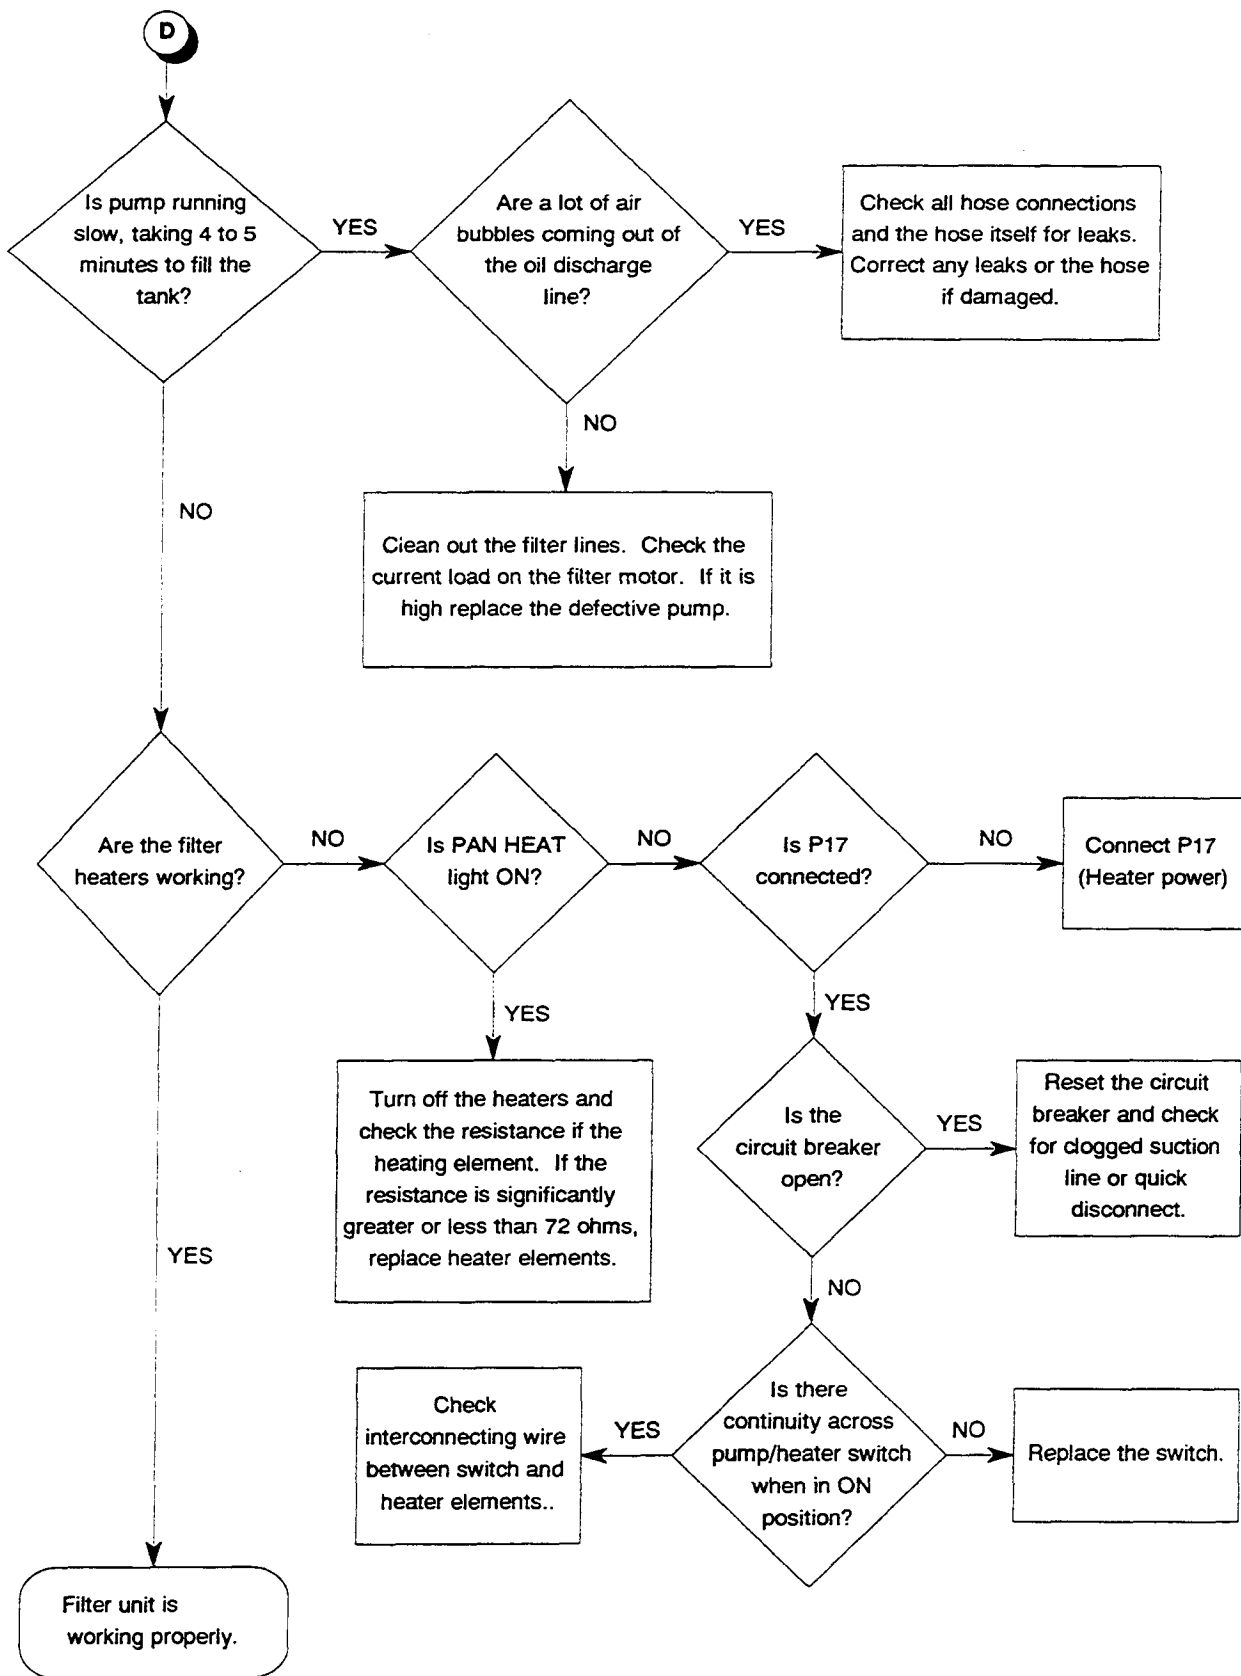 D
Is pump running
slow, taking 4 to 5
minutes to fill the
tank?
YES
Are a lot of air
bubbles coming out of
the oil discharge
line?
YES
Check all hose connections
and the hose itself for leaks.
Correct any leaks or the hose
if damaged.
NO
NO
Clean out the filter lines. Check the
current load on the filter motor. If it is
high replace the defective pump.
Are the filter
heaters working?
NO
Is PAN HEAT
light ON?
NO
Is P17
connected?
NO
Connect P17
(Heater power)
YES
YES
YES
Turn off the heaters and
check the resistance if the
heating element. If the
resistance is significantly
greater or less than 72 ohms,
replace heater elements.
Is the
circuit breaker
open?
YES
Reset the circuit
breaker and check
for clogged suction
line or quick
disconnect.
NO
Check
interconnecting wire
between switch and
heater elements..
YES
Is there
continuity across
pump/heater switch
when in ON
position?
NO
Replace the switch.
Filter unit is
working properly.